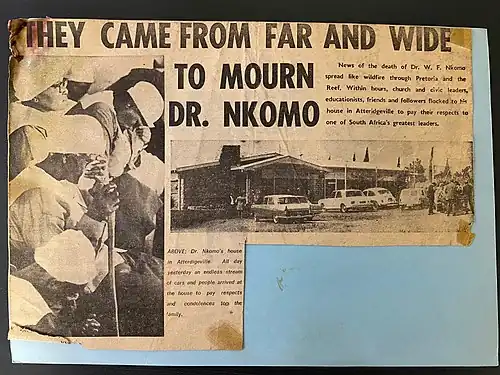 THEY CAME FROM FAR AND WIDE
TO MOURN
DR. NKOMO
News of the death of Dr. W. F. Nkomo
spread like wildfire through Pretoria and the
Reef. Within hours, church and civic leaders,
educationists, friends and followers flocked to his
house in Atteridgeville to pay their respects to
one of South Africa's greatest leaders.
ABOVE: Dr. Nkomo's house
in Atteridgeville. All day
yesterday an endless stream
of cars and people arrived at
the house to pay respects
and condolences top the
family.